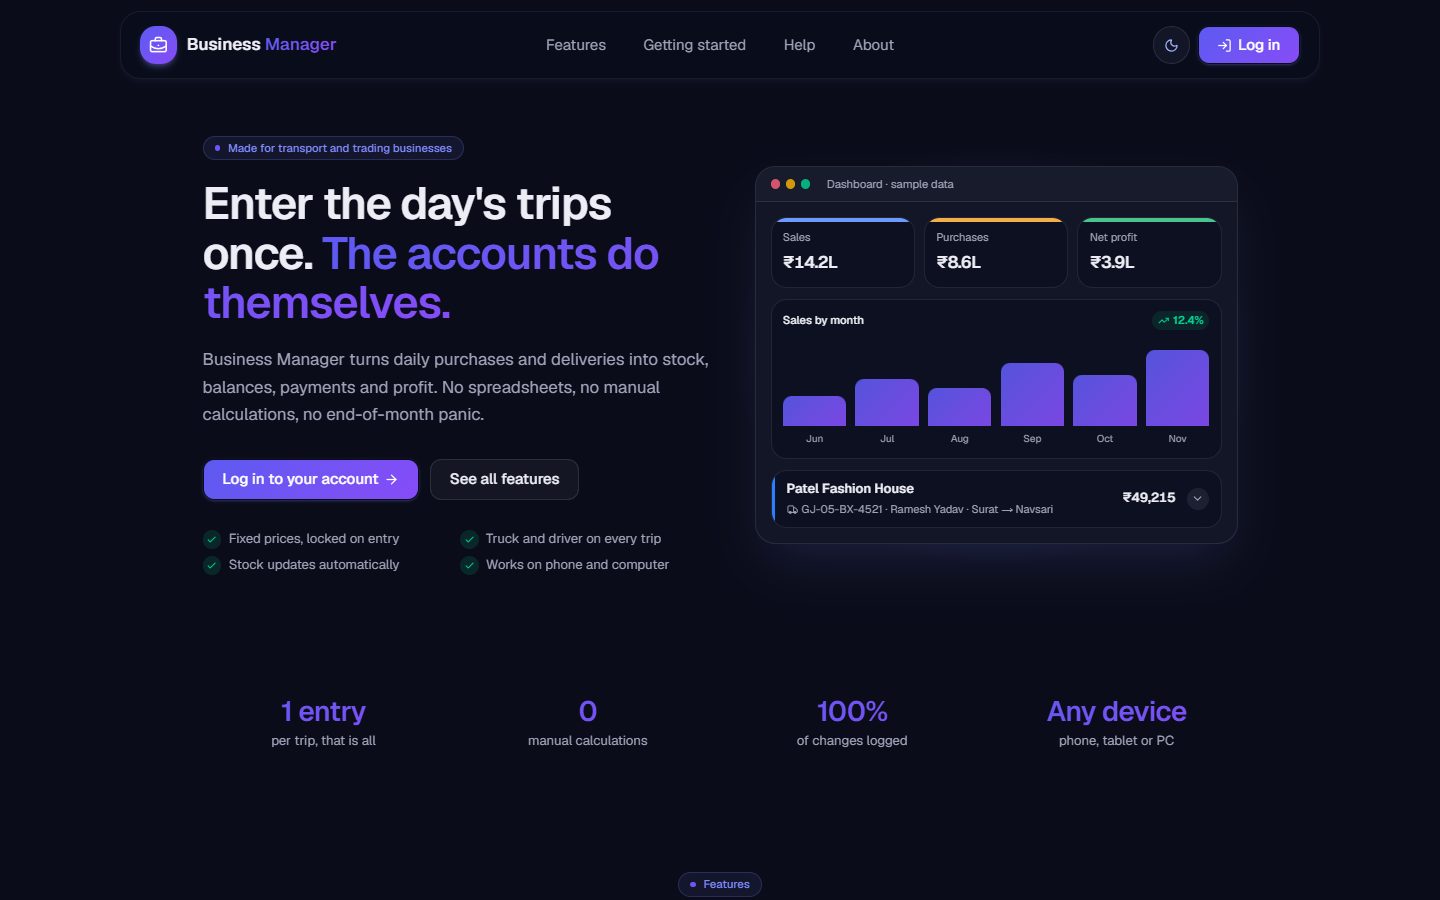 Business Manager
Features
Getting started
Help
About
Log in
Made for transport and trading businesses
Enter the day's trips
once. The accounts do
themselves.
Business Manager turns daily purchases and deliveries into stock,
balances, payments and profit. No spreadsheets, no manual
calculations, no end-of-month panic.
Log in to your account →
See all features
Fixed prices, locked on entry
Truck and driver on every trip
Stock updates automatically
Works on phone and computer
Dashboard · sample data
Sales
₹14.2L
Purchases
₹8.6L
Net profit
₹3.9L
Sales by month
12.4%
Jun
Jul
Aug
Sep
Oct
Nov
Patel Fashion House
GJ-05-BX-4521 · Ramesh Yadav · Surat → Navsari
₹49,215
1 entry
per trip, that is all
0
manual calculations
100%
of changes logged
Any device
phone, tablet or PC
Features